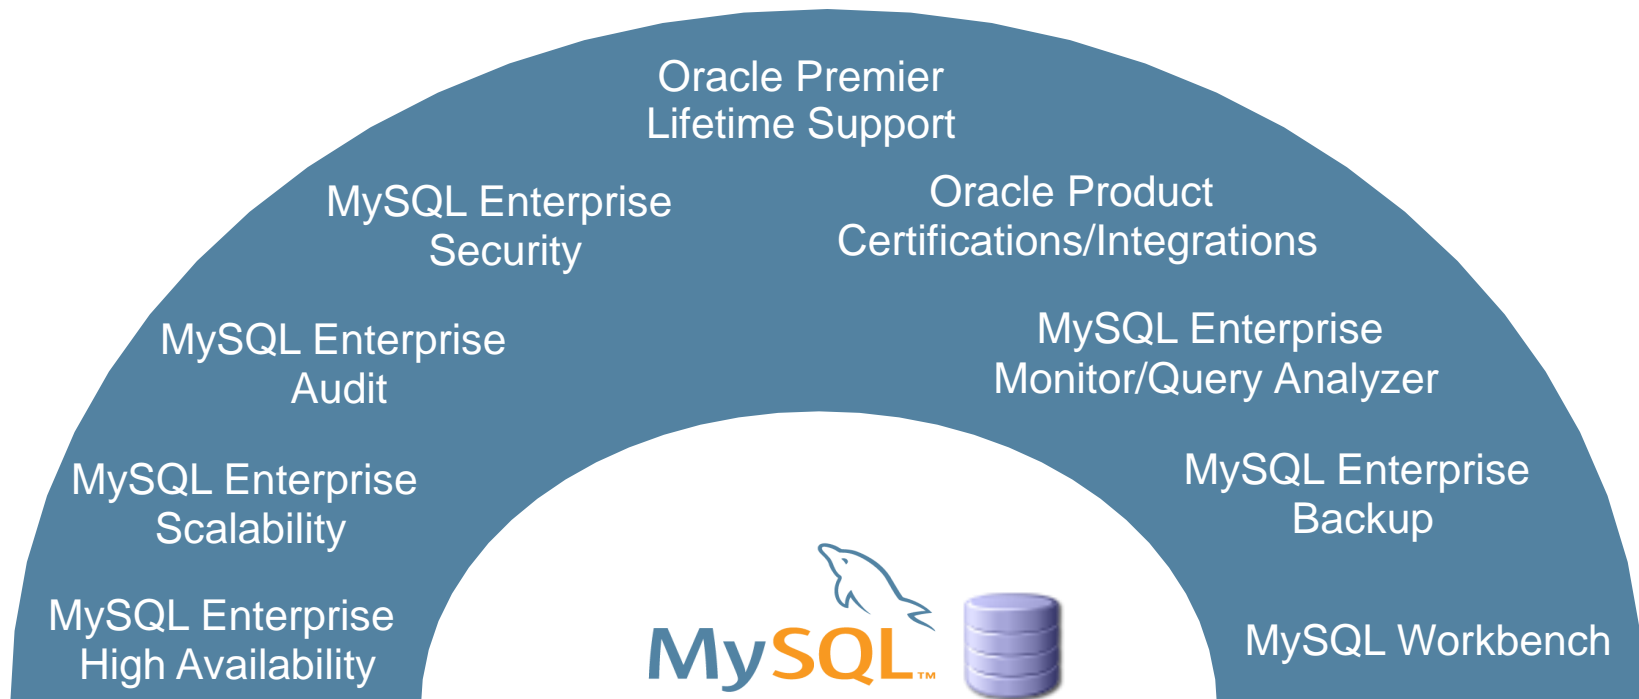 Oracle Premier
Lifetime Support
MySQL Enterprise
Security
Oracle Product
Certifications/Integrations
MySQL Enterprise
Audit
MySQL Enterprise
Monitor/Query Analyzer
MySQL Enterprise
Scalability
MySQL Enterprise
Backup
MySQL Enterprise
High Availability
MySQL™
MySQL Workbench